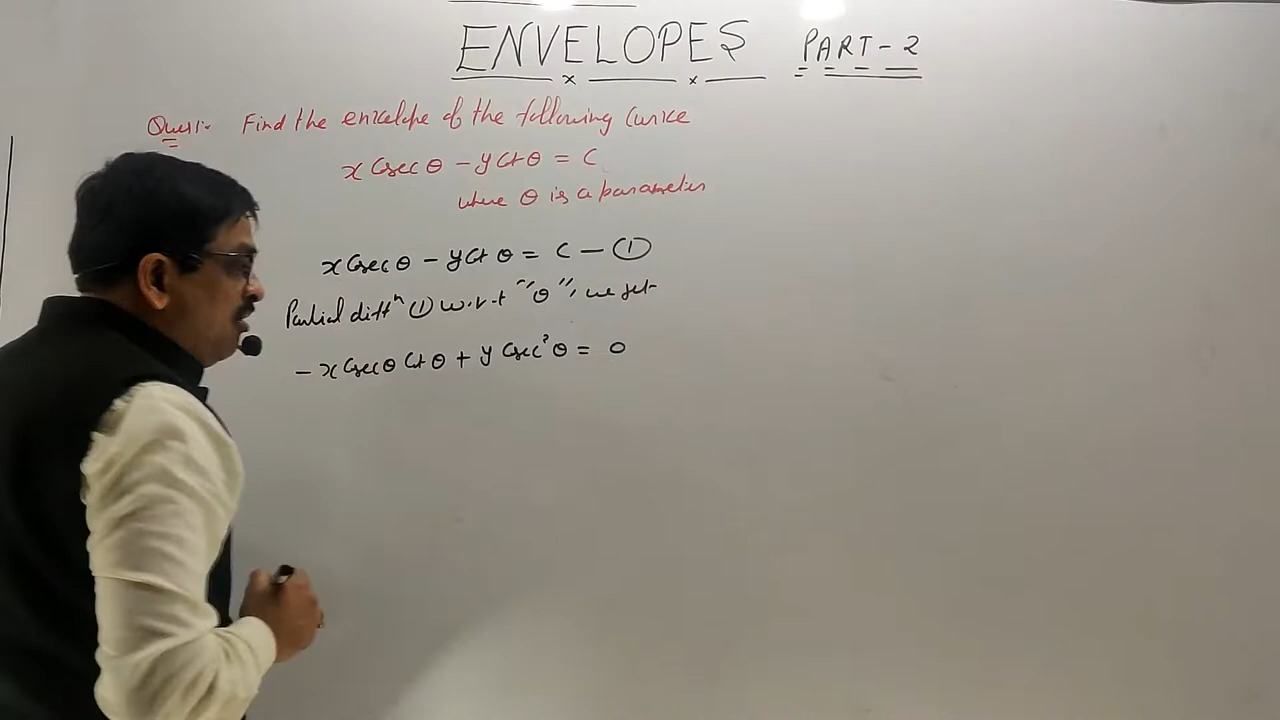 ENVELOPES PART-2
Ques1:- Find the envelope of the following Curve
x Cosec θ - y Cot θ = C
where θ is a parameter
x Cosec θ - y Cot θ = C — ①
Partial diffⁿ ① w.r.t "θ", we get
- x Cosec θ Cot θ + y Cosec² θ = 0